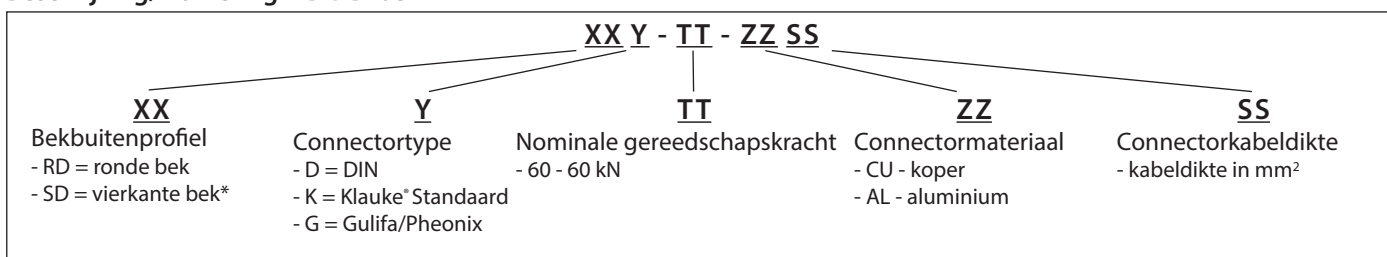 XX Y - TT - ZZ SS
XX
Bekbuitenprofiel
- RD = ronde bek
- SD = vierkante bek*
Y
Connectortype
- D = DIN
- K = Klauke® Standaard
- G = Gulifa/Pheonix
TT
Nominale gereedschapskracht
- 60 - 60 kN
ZZ
Connectormateriaal
- CU - koper
- AL - aluminium
SS
Connectorkabeldikte
- kabeldikte in mm²